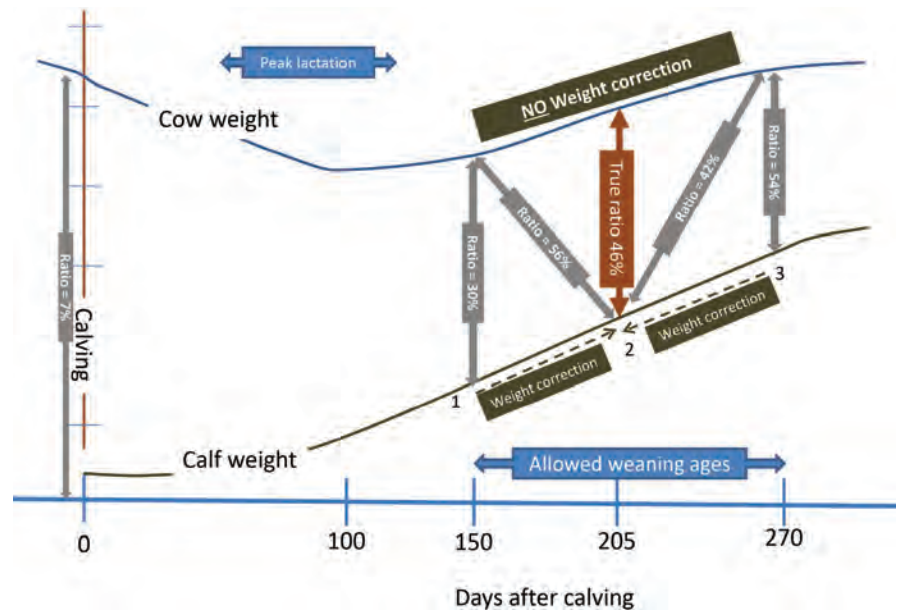 Peak lactation
NO Weight correction
Cow weight
Ratio = 7%
Calving
Ratio = 30%
Ratio = 56%
True ratio 46%
Ratio = 42%
Ratio = 54%
1
2
3
Weight correction
Weight correction
Calf weight
Allowed weaning ages
0
100
150
205
270
Days after calving